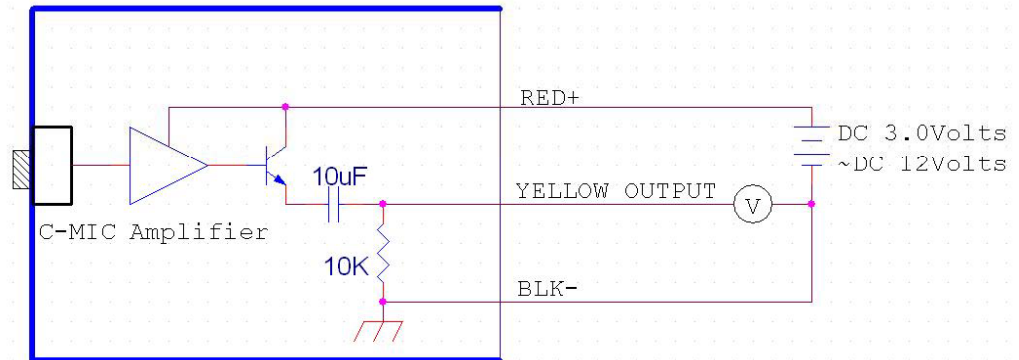 RED+
DC 3.0Volts
~DC 12Volts
10uF
YELLOW OUTPUT
V
C-MIC Amplifier
10K
BLK-